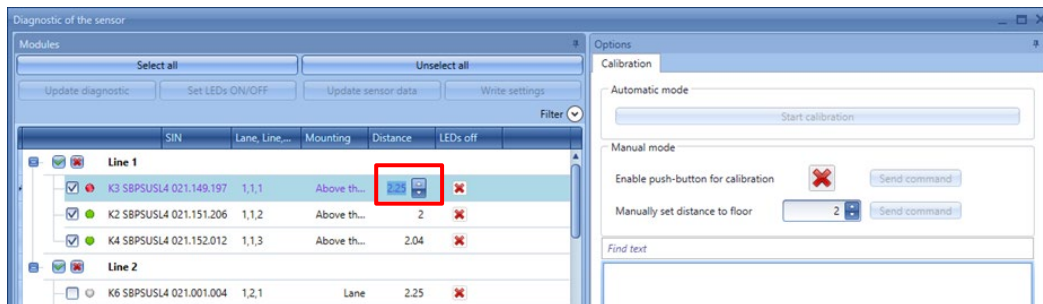 Diagnostic of the sensor
Modules
Select all Unselect all
Update diagnostic Set LEDs ON/OFF Update sensor data Write settings
Filter
SIN Lane, Line,... Mounting Distance LEDs off
Line 1
K3 SBPSUSL4 021.149.197 1,1,1 Above th... 2.25
K2 SBPSUSL4 021.151.206 1,1,2 Above th... 2
K4 SBPSUSL4 021.152.012 1,1,3 Above th... 2.04
Line 2
K6 SBPSUSL4 021.001.004 1,2,1 Lane 2.25
Options
Calibration
Automatic mode
Start calibration
Manual mode
Enable push-button for calibration Send command
Manually set distance to floor 2 Send command
Find text